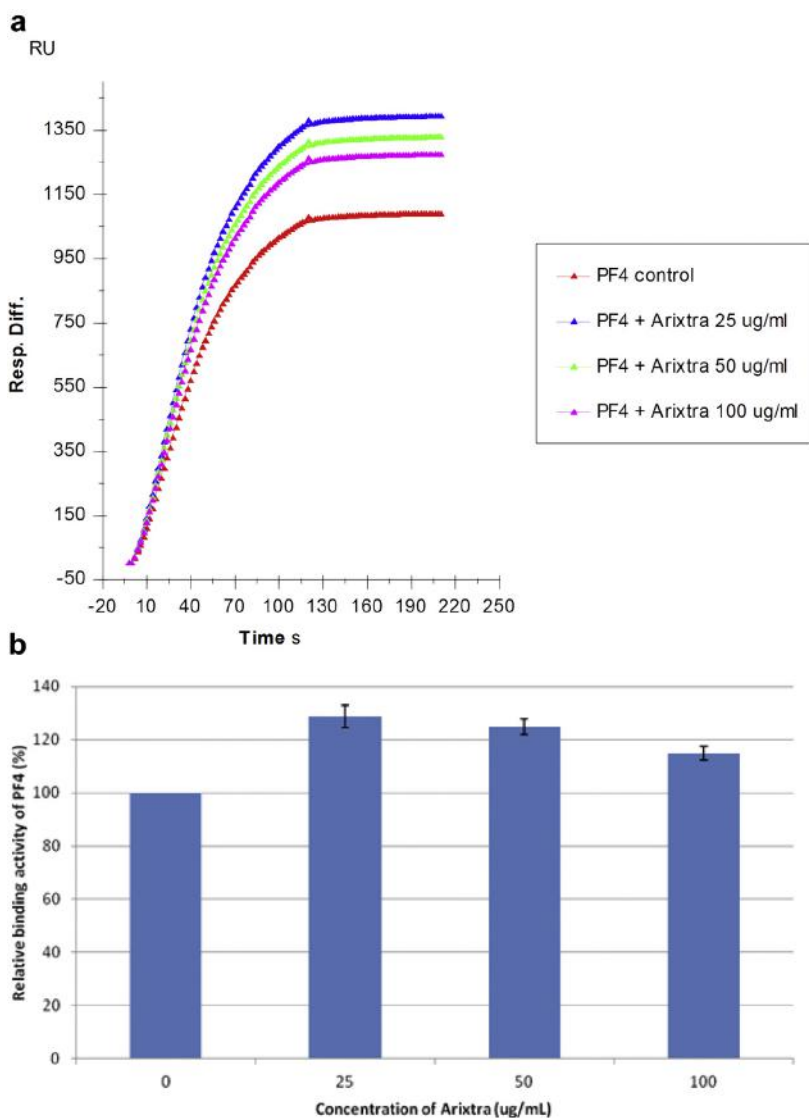 a
RU
1350
1150
950
750
550
350
150
-50
Resp. Diff.
-20 10 40 70 100 130 160 190 220 250
Time s
PF4 control
PF4 + Arixtra 25 ug/ml
PF4 + Arixtra 50 ug/ml
PF4 + Arixtra 100 ug/ml
b
140
120
100
80
60
40
20
0
Relative binding activity of PF4 (%)
0 25 50 100
Concentration of Arixtra (ug/mL)